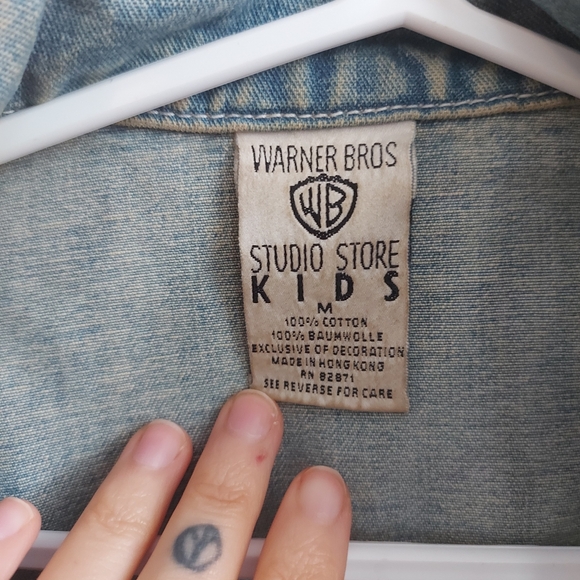 WARNER BROS
WB
STUDIO STORE
KIDS
M
100% COTTON
100% BAUMWOLLE
EXCLUSIVE OF DECORATION
MADE IN HONG KONG
RN 82871
SEE REVERSE FOR CARE